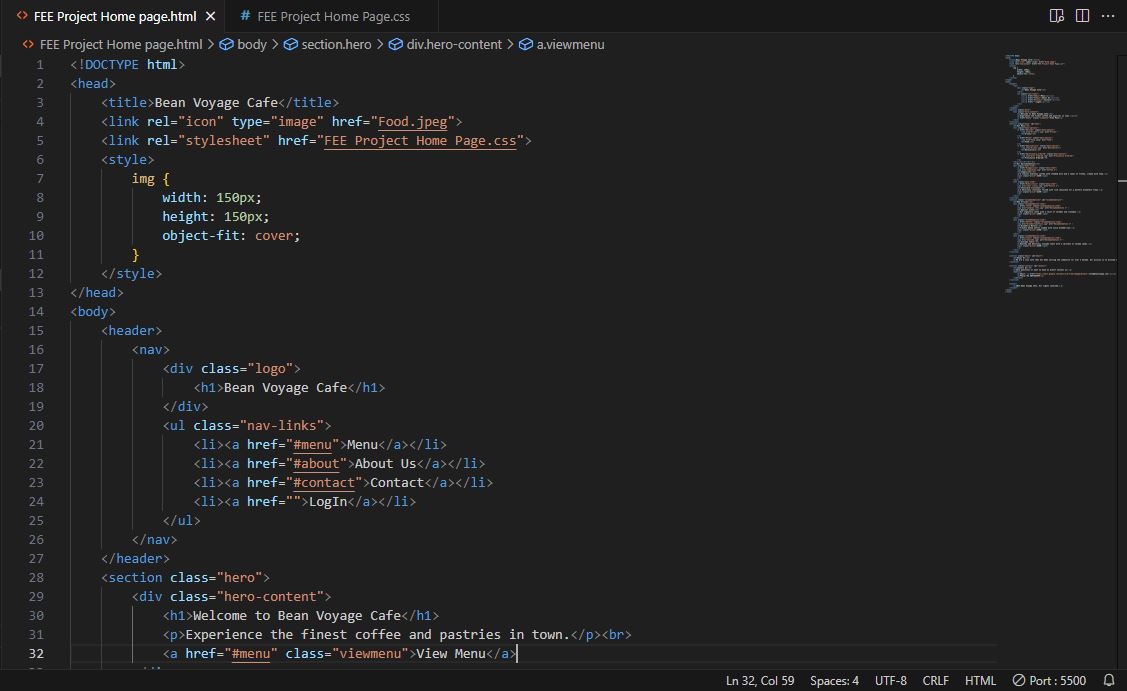 FEE Project Home page.html
FEE Project Home Page.css
FEE Project Home page.html > body > section.hero > div.hero-content > a.viewmenu
1 <!DOCTYPE html>
2 <head>
3 <title>Bean Voyage Cafe</title>
4 <link rel="icon" type="image" href="Food.jpeg">
5 <link rel="stylesheet" href="FEE Project Home Page.css">
6 <style>
7 img {
8 width: 150px;
9 height: 150px;
10 object-fit: cover;
11 }
12 </style>
13 </head>
14 <body>
15 <header>
16 <nav>
17 <div class="logo">
18 <h1>Bean Voyage Cafe</h1>
19 </div>
20 <ul class="nav-links">
21 <li><a href="#menu">Menu</a></li>
22 <li><a href="#about">About Us</a></li>
23 <li><a href="#contact">Contact</a></li>
24 <li><a href="">LogIn</a></li>
25 </ul>
26 </nav>
27 </header>
28 <section class="hero">
29 <div class="hero-content">
30 <h1>Welcome to Bean Voyage Cafe</h1>
31 <p>Experience the finest coffee and pastries in town.</p><br>
32 <a href="#menu" class="viewmenu">View Menu</a>
Ln 32, Col 59 Spaces: 4 UTF-8 CRLF HTML Port : 5500